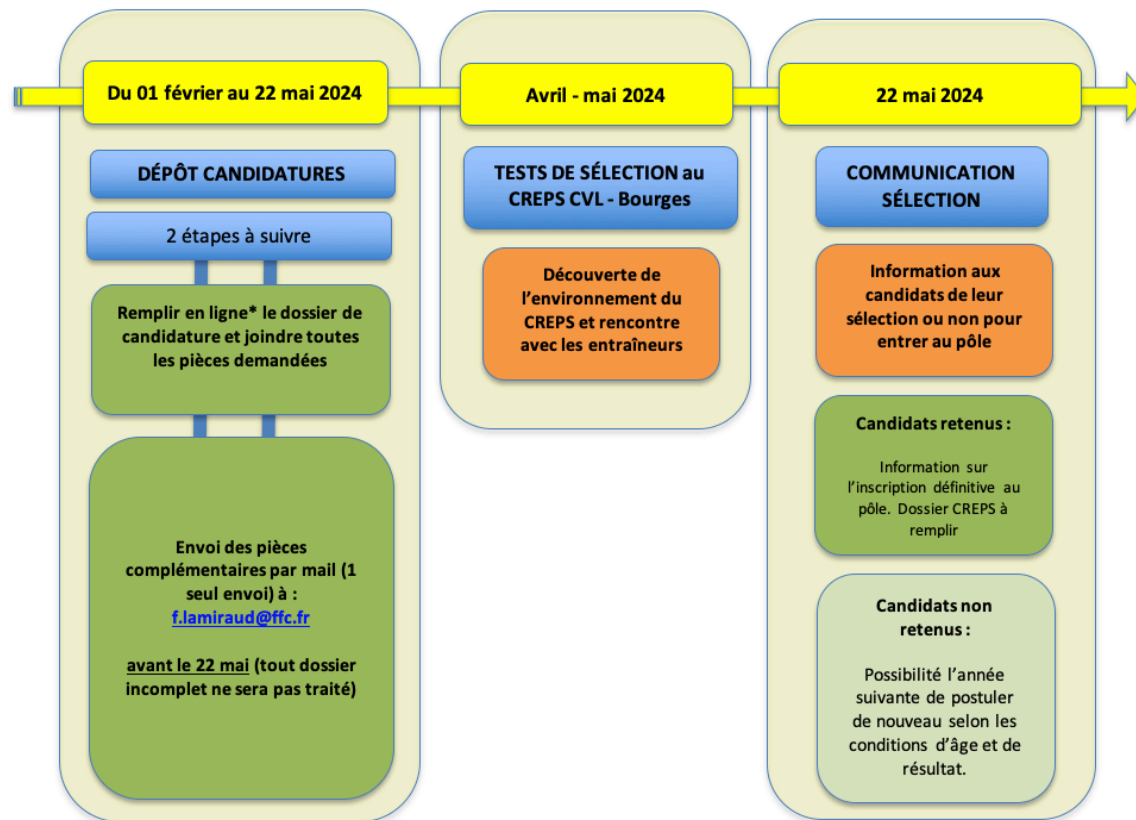 Du 01 février au 22 mai 2024
DÉPÔT CANDIDATURES
2 étapes à suivre
Remplir en ligne* le dossier de
candidature et joindre toutes
les pièces demandées
Envoi des pièces
complémentaires par mail (1
seul envoi) à :
f.lamiraud@ffc.fr
avant le 22 mai (tout dossier
incomplet ne sera pas traité)
Avril - mai 2024
TESTS DE SÉLECTION au
CREPS CVL - Bourges
Découverte de
l'environnement du
CREPS et rencontre
avec les entraîneurs
22 mai 2024
COMMUNICATION
SÉLECTION
Information aux
candidats de leur
sélection ou non pour
entrer au pôle
Candidats retenus :
Information sur
l'inscription définitive au
pôle. Dossier CREPS à
remplir
Candidats non
retenus :
Possibilité l'année
suivante de postuler
de nouveau selon les
conditions d'âge et de
résultat.